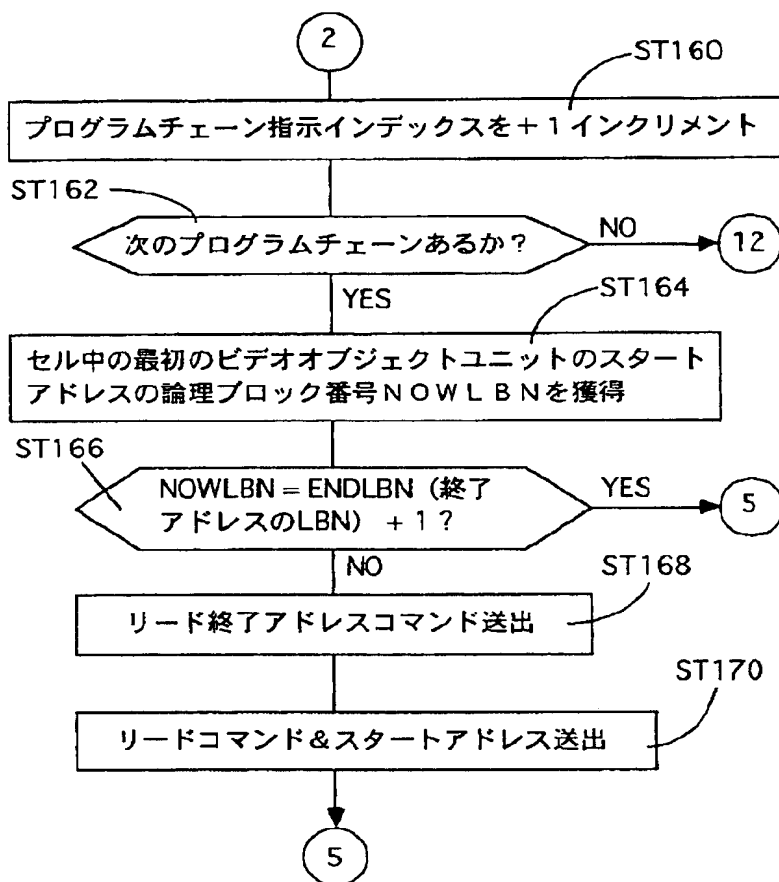 2
ST160
プログラムチェーン指示インデックスを+1インクリメント
ST162
次のプログラムチェーンあるか?
NO
12
YES
ST164
セル中の最初のビデオオブジェクトユニットのスタート
アドレスの論理ブロック番号NOWLBNを獲得
ST166
NOWLBN=ENDLBN(終了
アドレスのLBN) +1?
YES
5
NO
ST168
リード終了アドレスコマンド送出
ST170
リードコマンド&スタートアドレス送出
5